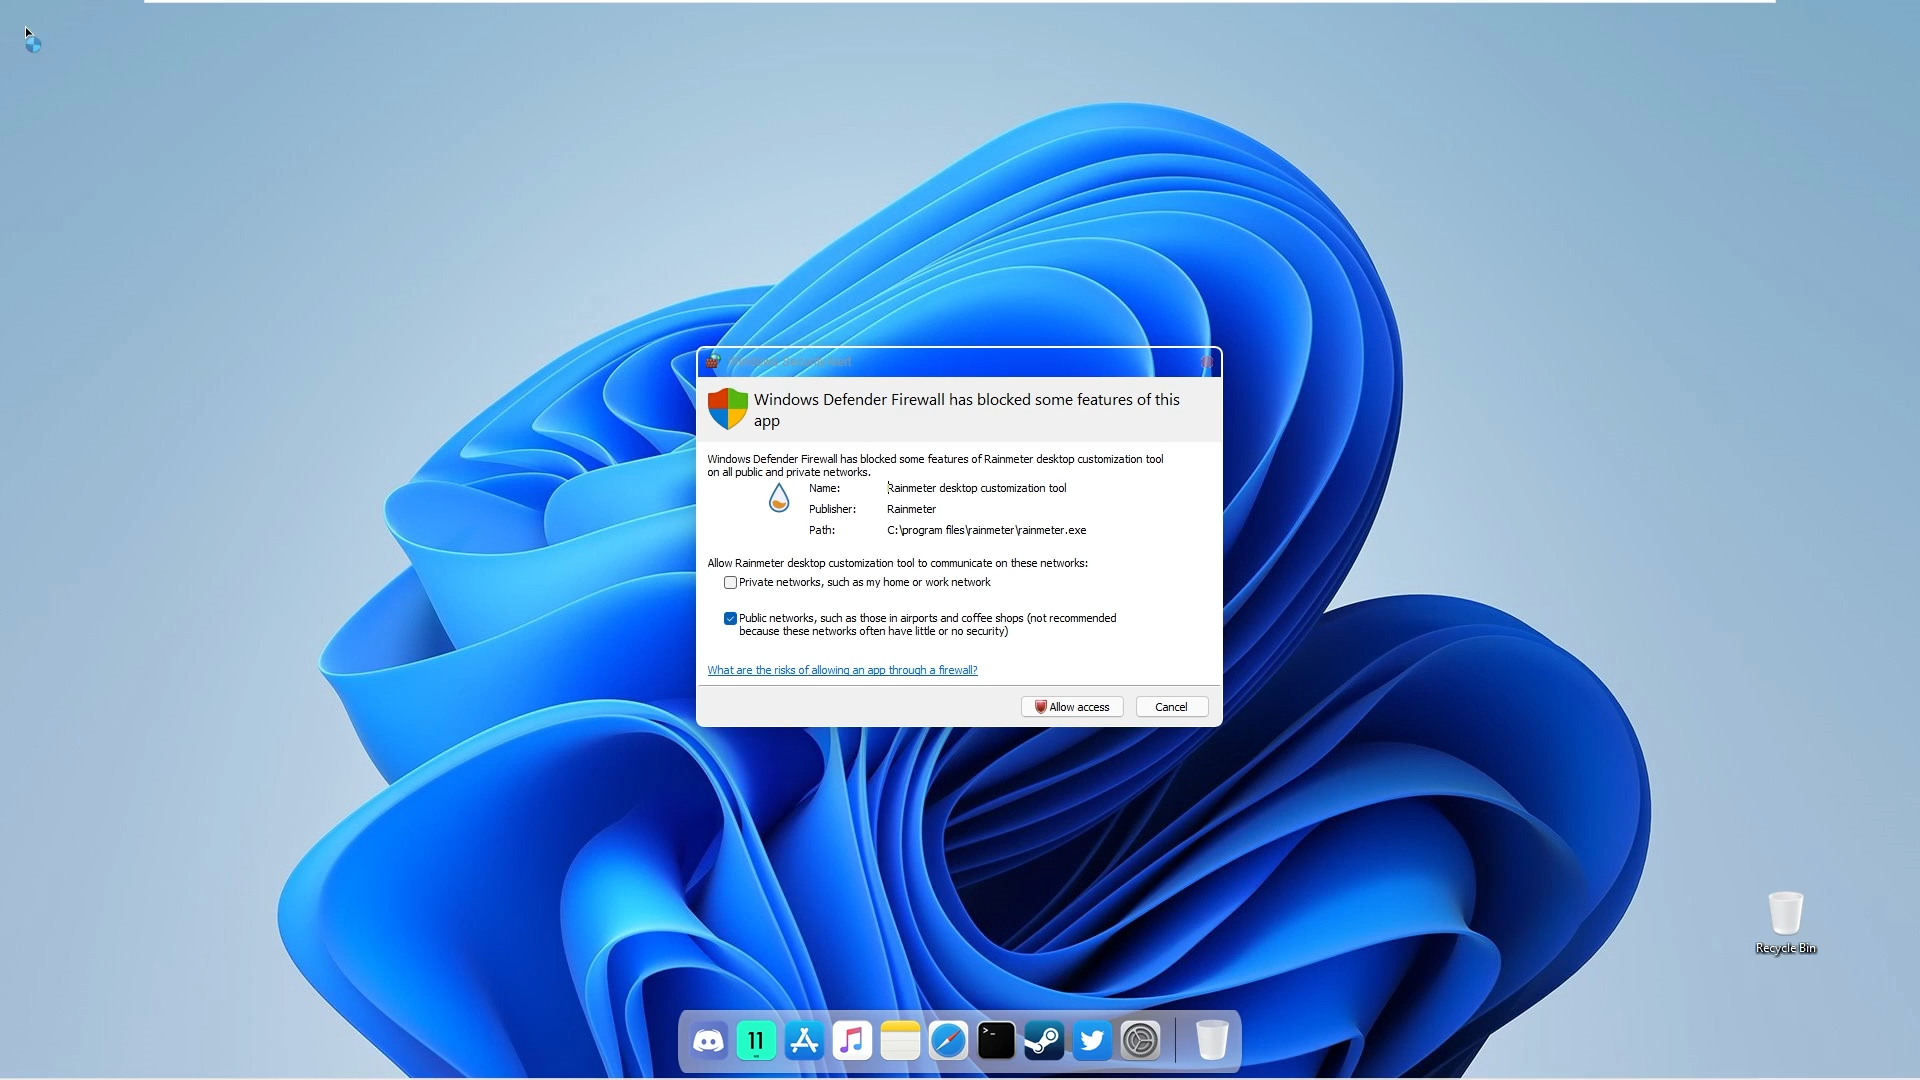 Windows Defender Firewall has blocked some features of this
app
Windows Defender Firewall has blocked some features of Rainmeter desktop customization tool
on all public and private networks.
Name: Rainmeter desktop customization tool
Publisher: Rainmeter
Path: C:\program files\rainmeter\rainmeter.exe
Allow Rainmeter desktop customization tool to communicate on these networks:
Private networks, such as my home or work network
Public networks, such as those in airports and coffee shops (not recommended
because these networks often have little or no security)
What are the risks of allowing an app through a firewall?
Allow access Cancel
Recycle Bin
11
>_